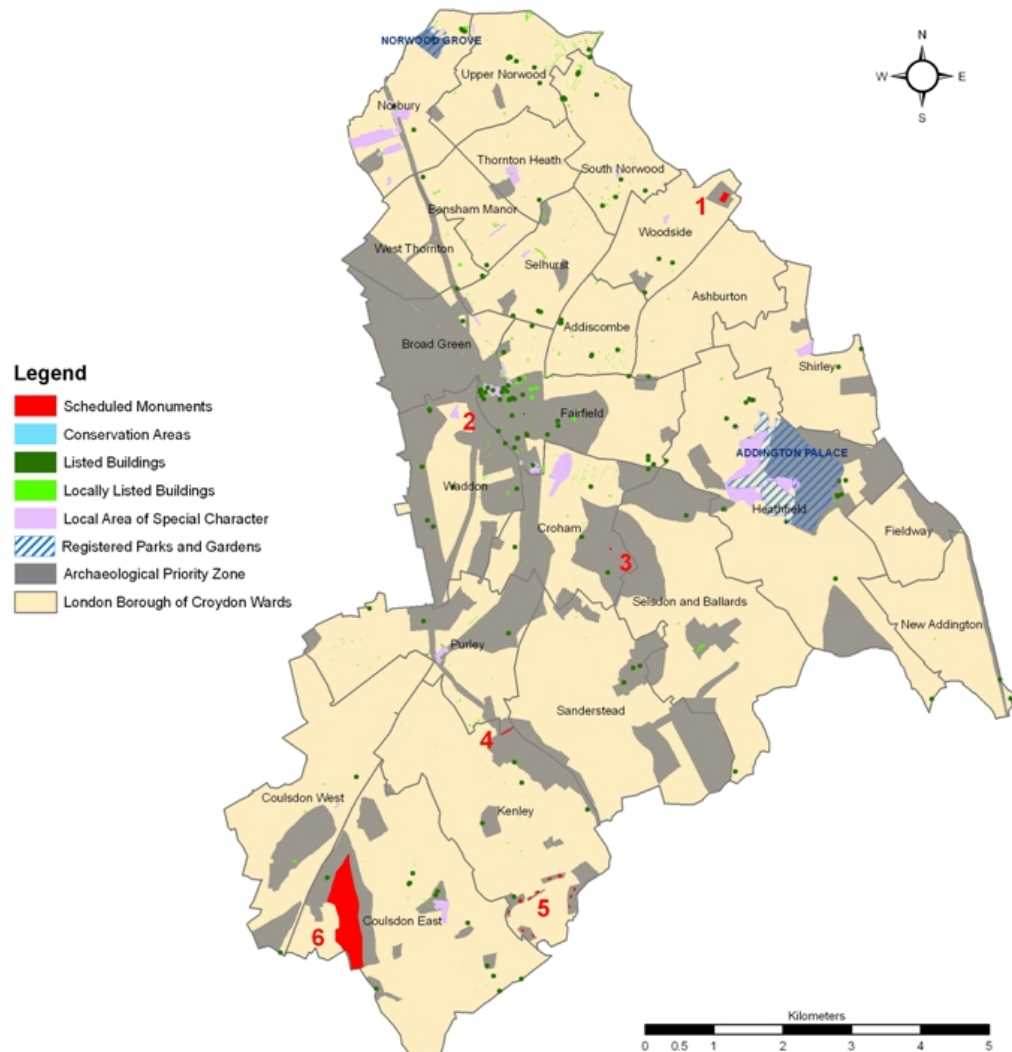 NORWOOD GROVE
Upper Norwood
N
W E
S
Norbury
Thornton Heath
South Norwood
1
Bensham Manor
Woodside
West Thornton
Selhurst
Ashburton
Addiscombe
Broad Green
Shirley
Legend
Scheduled Monuments
Conservation Areas
Listed Buildings
Locally Listed Buildings
Local Area of Special Character
Registered Parks and Gardens
Archaeological Priority Zone
London Borough of Croydon Wards
2
Fairfield
ADDINGTON PALACE
Waddon
Heathfield
Croham
Fieldway
3
Selsdon and Ballards
New Addington
Purley
Sanderstead
4
Coulsdon West
Kenley
5
Coulsdon East
6
Kilometers
0 0.5 1 2 3 4 5